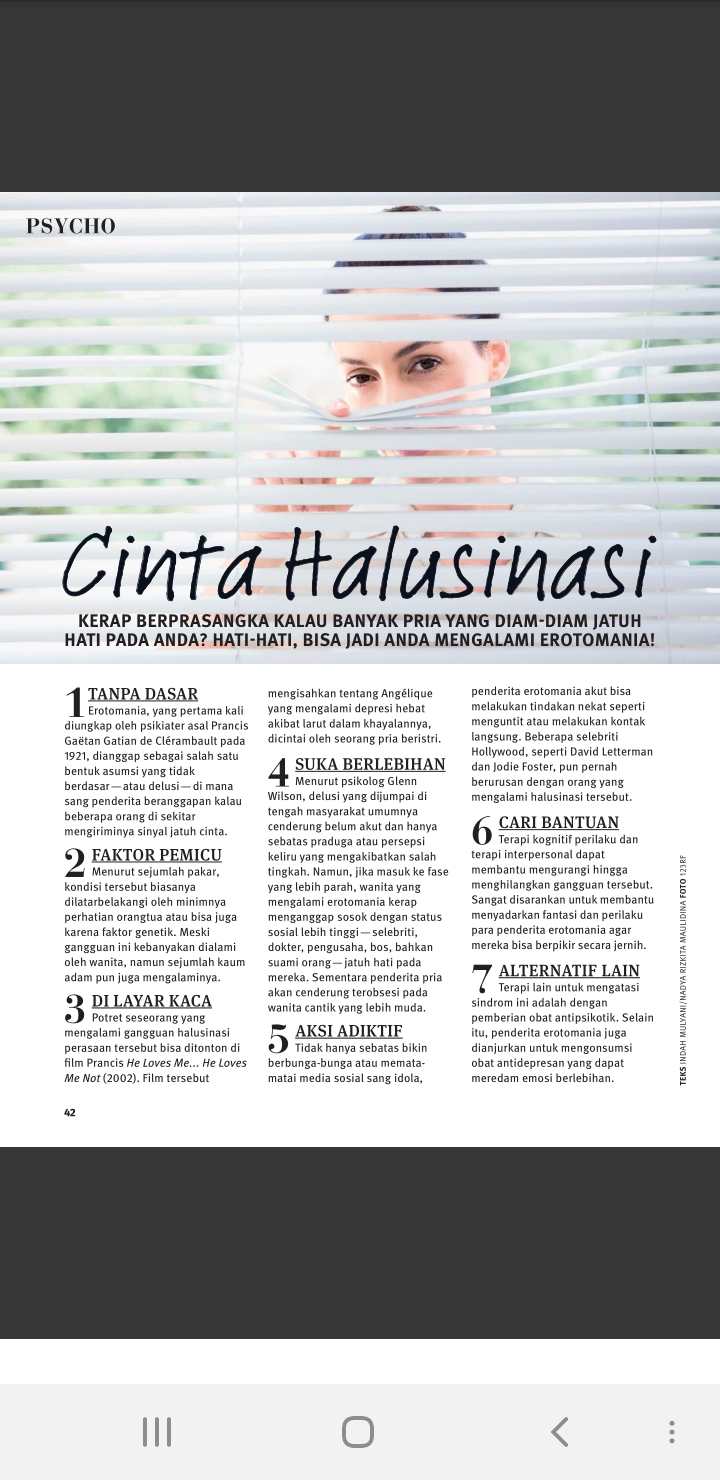 PSYCHO
Cinta Halusinasi
KERAP BERPRASANGKA KALAU BANYAK PRIA YANG DIAM-DIAM JATUH
HATI PADA ANDA? HATI-HATI, BISA JADI ANDA MENGALAMI EROTOMANIA!
1 TANPA DASAR
Erotomania, yang pertama kali
diungkap oleh psikiater asal Prancis
Gaëtan Gatian de Clérambault pada
1921, dianggap sebagai salah satu
bentuk asumsi yang tidak
berdasar—atau delusi—di mana
sang penderita beranggapan kalau
beberapa orang di sekitar
mengiriminya sinyal jatuh cinta.
2 FAKTOR PEMICU
Menurut sejumlah pakar,
kondisi tersebut biasanya
dilatarbelakangi oleh minimnya
perhatian orangtua atau bisa juga
karena faktor genetik. Meski
gangguan ini kebanyakan dialami
oleh wanita, namun sejumlah kaum
adam pun juga mengalaminya.
3 DI LAYAR KACA
Potret seseorang yang
mengalami gangguan halusinasi
perasaan tersebut bisa ditonton di
film Prancis He Loves Me... He Loves
Me Not (2002). Film tersebut
mengisahkan tentang Angélique
yang mengalami depresi hebat
akibat larut dalam khayalannya,
dicintai oleh seorang pria beristri.
4 SUKA BERLEBIHAN
Menurut psikolog Glenn
Wilson, delusi yang dijumpai di
tengah masyarakat umumnya
cenderung belum akut dan hanya
sebatas praduga atau persepsi
keliru yang mengakibatkan salah
tingkah. Namun, jika masuk ke fase
yang lebih parah, wanita yang
mengalami erotomania kerap
menganggap sosok dengan status
sosial lebih tinggi—selebriti,
dokter, pengusaha, bos, bahkan
suami orang—jatuh hati pada
mereka. Sementara penderita pria
akan cenderung terobsesi pada
wanita cantik yang lebih muda.
5 AKSI ADIKTIF
Tidak hanya sebatas bikin
berbunga-bunga atau memata-
matai media sosial sang idola,
penderita erotomania akut bisa
melakukan tindakan nekat seperti
menguntit atau melakukan kontak
langsung. Beberapa selebriti
Hollywood, seperti David Letterman
dan Jodie Foster, pun pernah
berurusan dengan orang yang
mengalami halusinasi tersebut.
6 CARI BANTUAN
Terapi kognitif perilaku dan
terapi interpersonal dapat
membantu mengurangi hingga
menghilangkan gangguan tersebut.
Sangat disarankan untuk membantu
menyadarkan fantasi dan perilaku
para penderita erotomania agar
mereka bisa berpikir secara jernih.
7 ALTERNATIF LAIN
Terapi lain untuk mengatasi
sindrom ini adalah dengan
pemberian obat antipsikotik. Selain
itu, penderita erotomania juga
dianjurkan untuk mengonsumsi
obat antidepresan yang dapat
meredam emosi berlebihan.
TEKS INDAH MULYANI/NADYA RIZKITA MAULIDINA FOTO 123RF
42